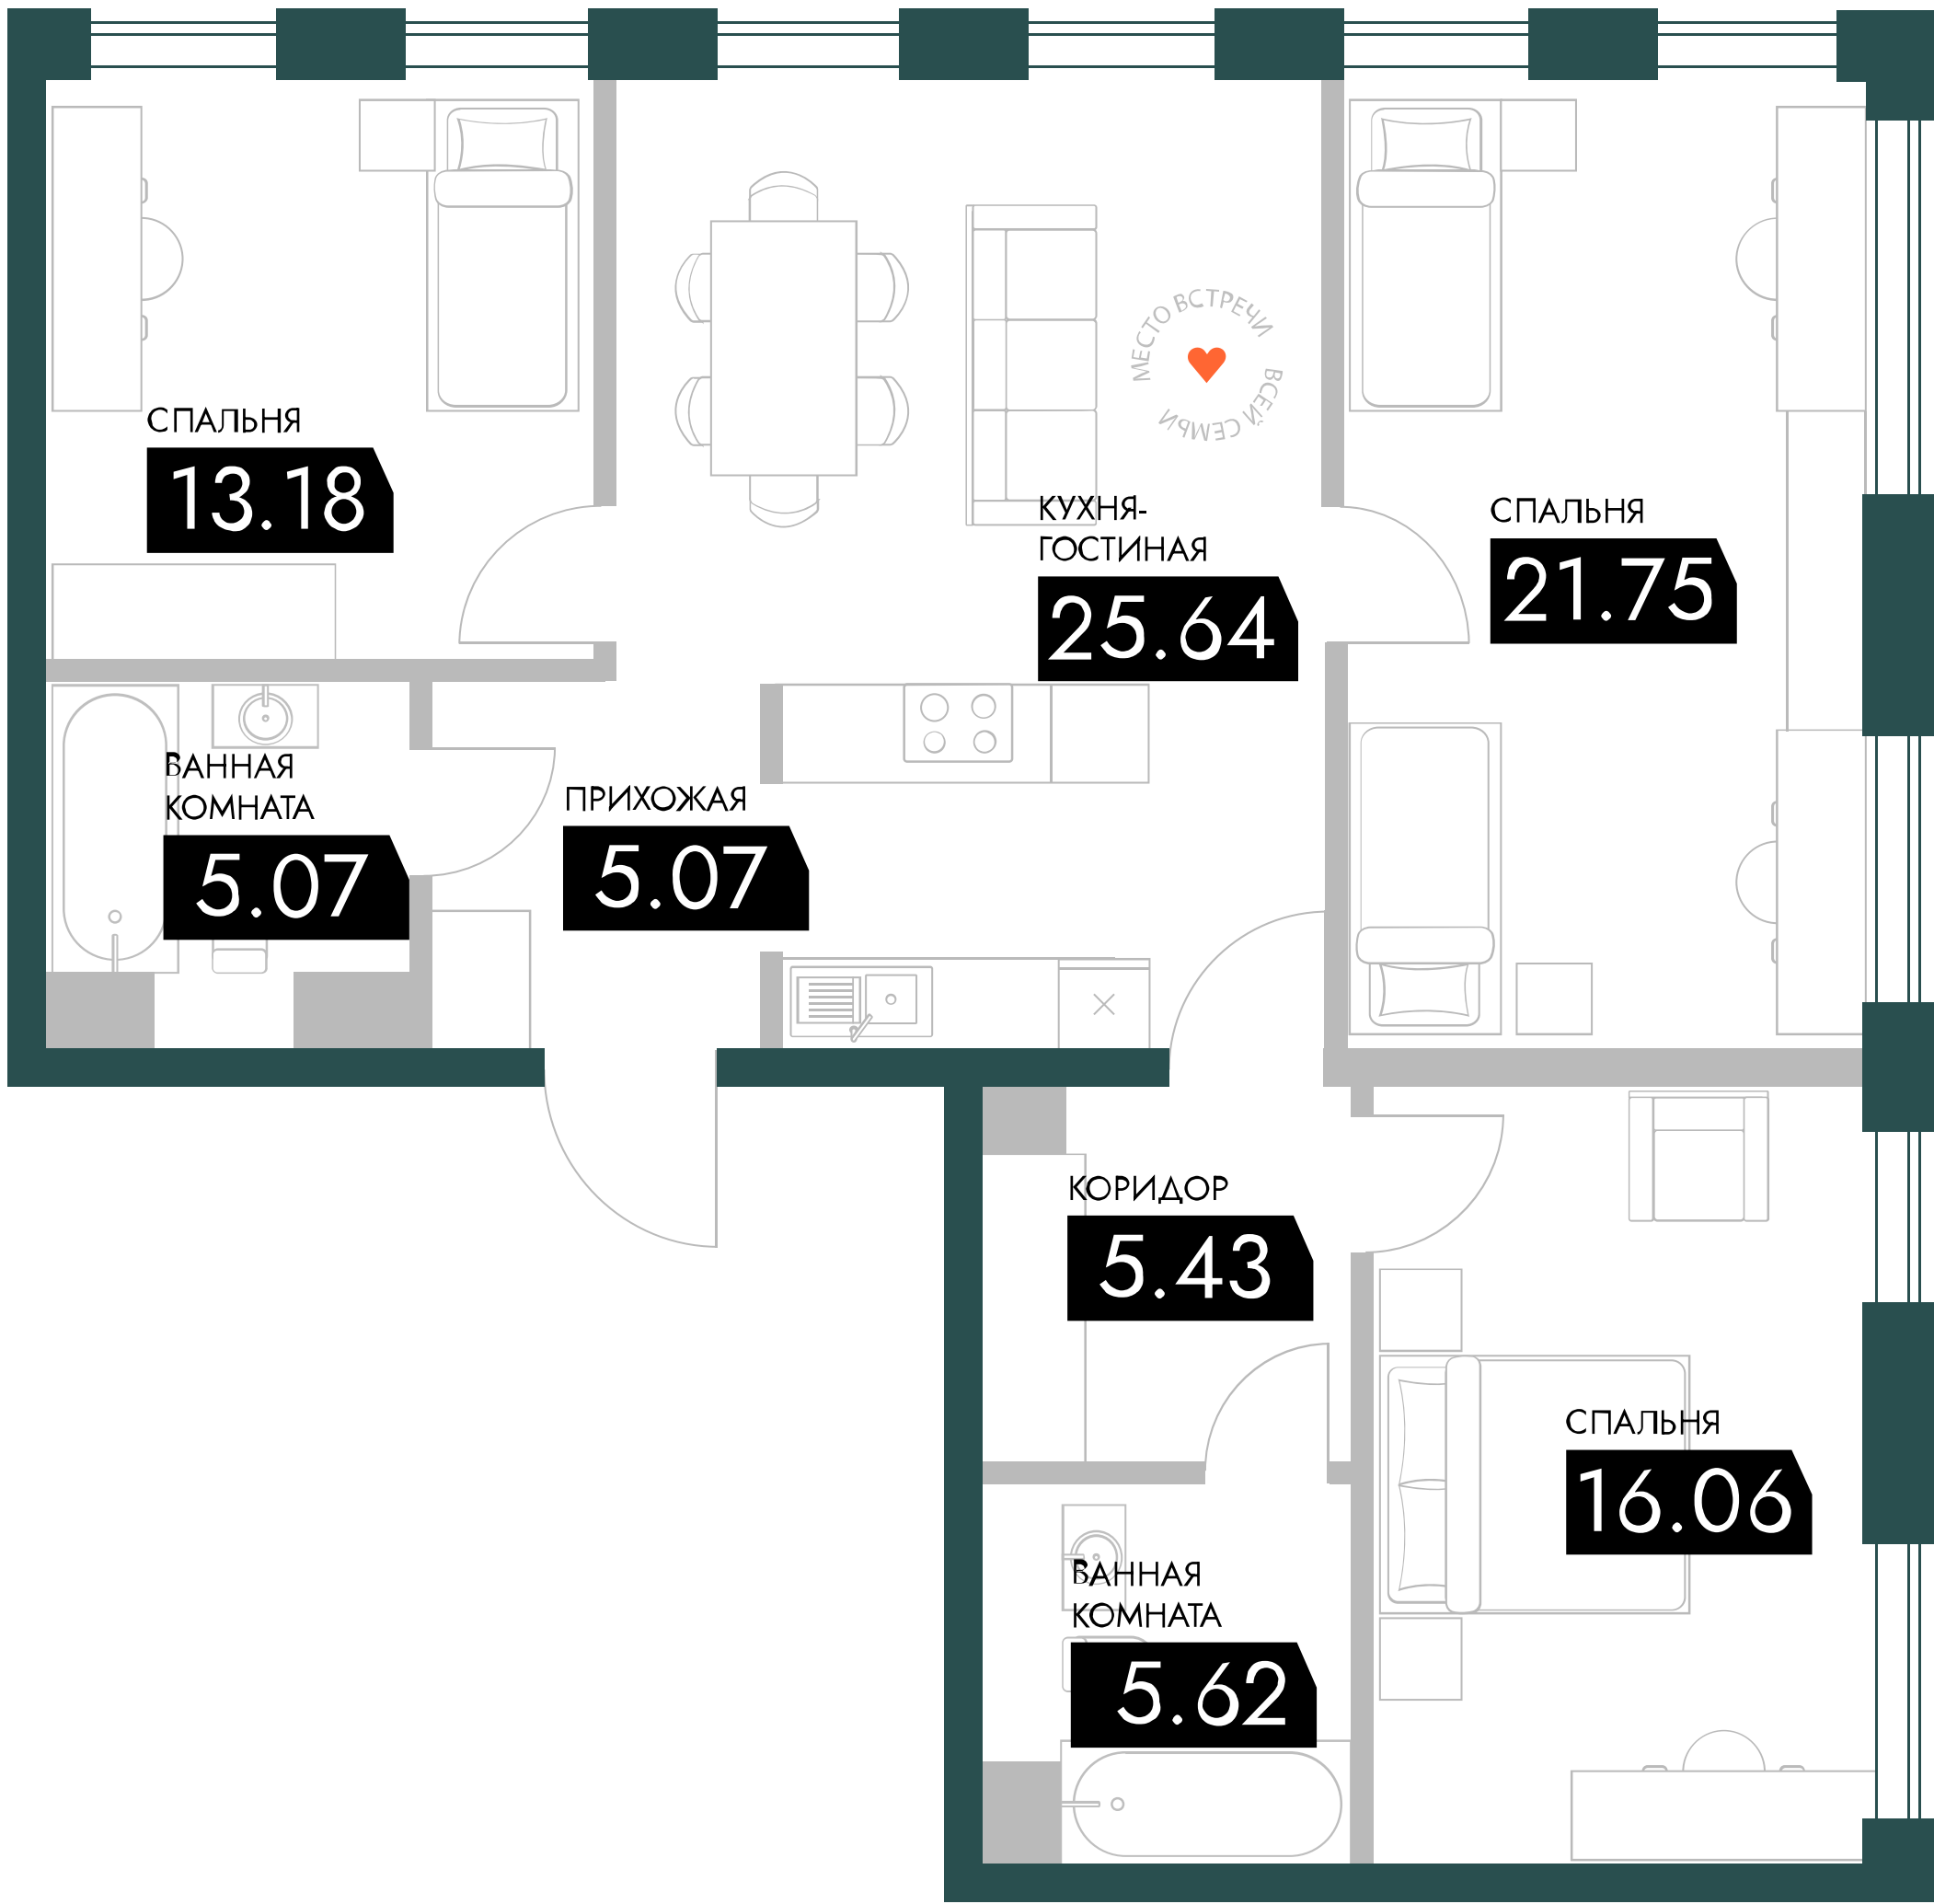 МЕСТО ВСТРЕЧИ
ВСЕЙ СЕМЬИ
СПАЛЬНЯ
13.18
КУХНЯ-
ГОСТИНАЯ
25.64
СПАЛЬНЯ
21.75
ВАННАЯ
КОМНАТА
5.07
ПРИХОЖАЯ
5.07
КОРИДОР
5.43
СПАЛЬНЯ
16.06
ВАННАЯ
КОМНАТА
5.62